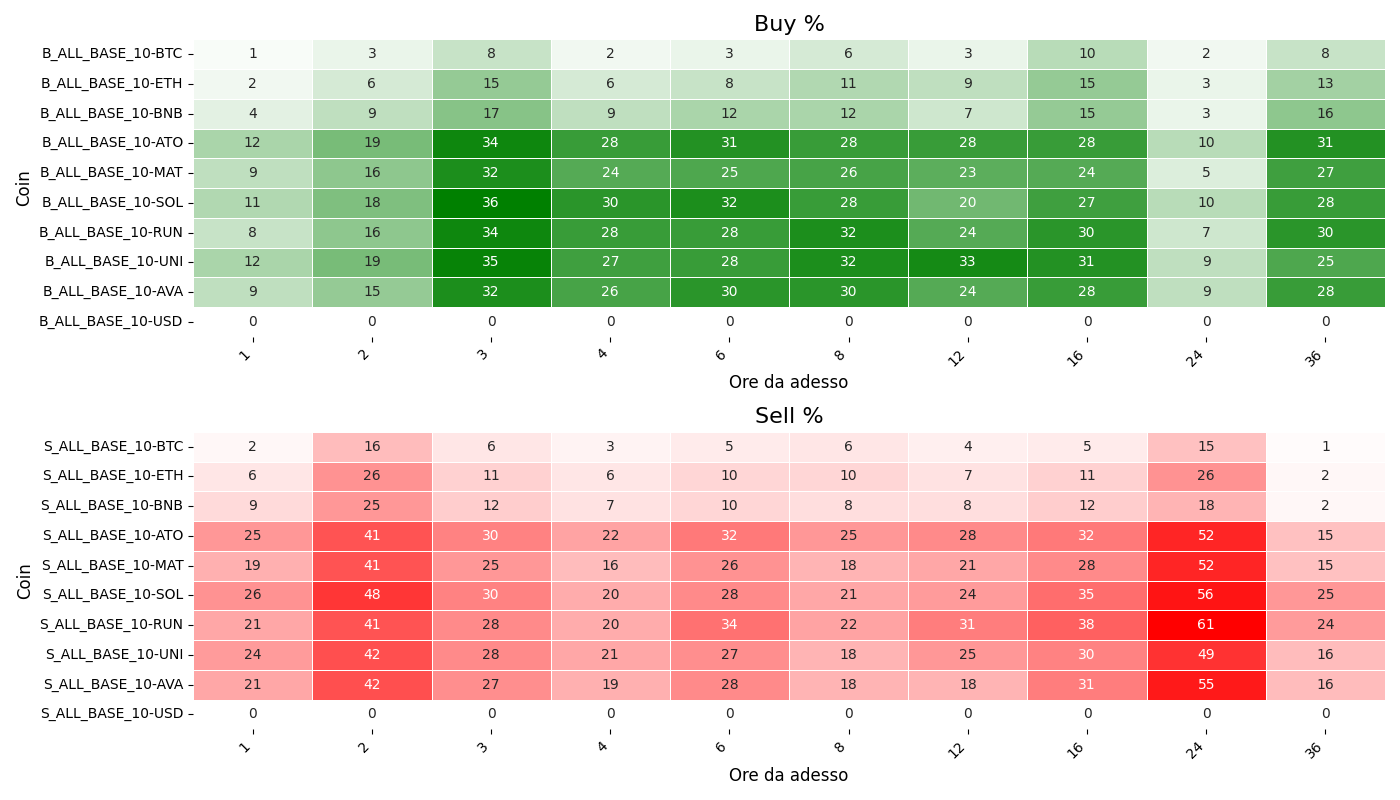 Buy %
Coin
B_ALL_BASE_10-BTC 1 3 8 2 3 6 3 10 2 8
B_ALL_BASE_10-ETH 2 6 15 6 8 11 9 15 3 13
B_ALL_BASE_10-BNB 4 9 17 9 12 12 7 15 3 16
B_ALL_BASE_10-ATO 12 19 34 28 31 28 28 28 10 31
B_ALL_BASE_10-MAT 9 16 32 24 25 26 23 24 5 27
B_ALL_BASE_10-SOL 11 18 36 30 32 28 20 27 10 28
B_ALL_BASE_10-RUN 8 16 34 28 28 32 24 30 7 30
B_ALL_BASE_10-UNI 12 19 35 27 28 32 33 31 9 25
B_ALL_BASE_10-AVA 9 15 32 26 30 30 24 28 9 28
B_ALL_BASE_10-USD 0 0 0 0 0 0 0 0 0 0
1 2 3 4 6 8 12 16 24 36
Ore da adesso
Sell %
Coin
S_ALL_BASE_10-BTC 2 16 6 3 5 6 4 5 15 1
S_ALL_BASE_10-ETH 6 26 11 6 10 10 7 11 26 2
S_ALL_BASE_10-BNB 9 25 12 7 10 8 8 12 18 2
S_ALL_BASE_10-ATO 25 41 30 22 32 25 28 32 52 15
S_ALL_BASE_10-MAT 19 41 25 16 26 18 21 28 52 15
S_ALL_BASE_10-SOL 26 48 30 20 28 21 24 35 56 25
S_ALL_BASE_10-RUN 21 41 28 20 34 22 31 38 61 24
S_ALL_BASE_10-UNI 24 42 28 21 27 18 25 30 49 16
S_ALL_BASE_10-AVA 21 42 27 19 28 18 18 31 55 16
S_ALL_BASE_10-USD 0 0 0 0 0 0 0 0 0 0
1 2 3 4 6 8 12 16 24 36
Ore da adesso